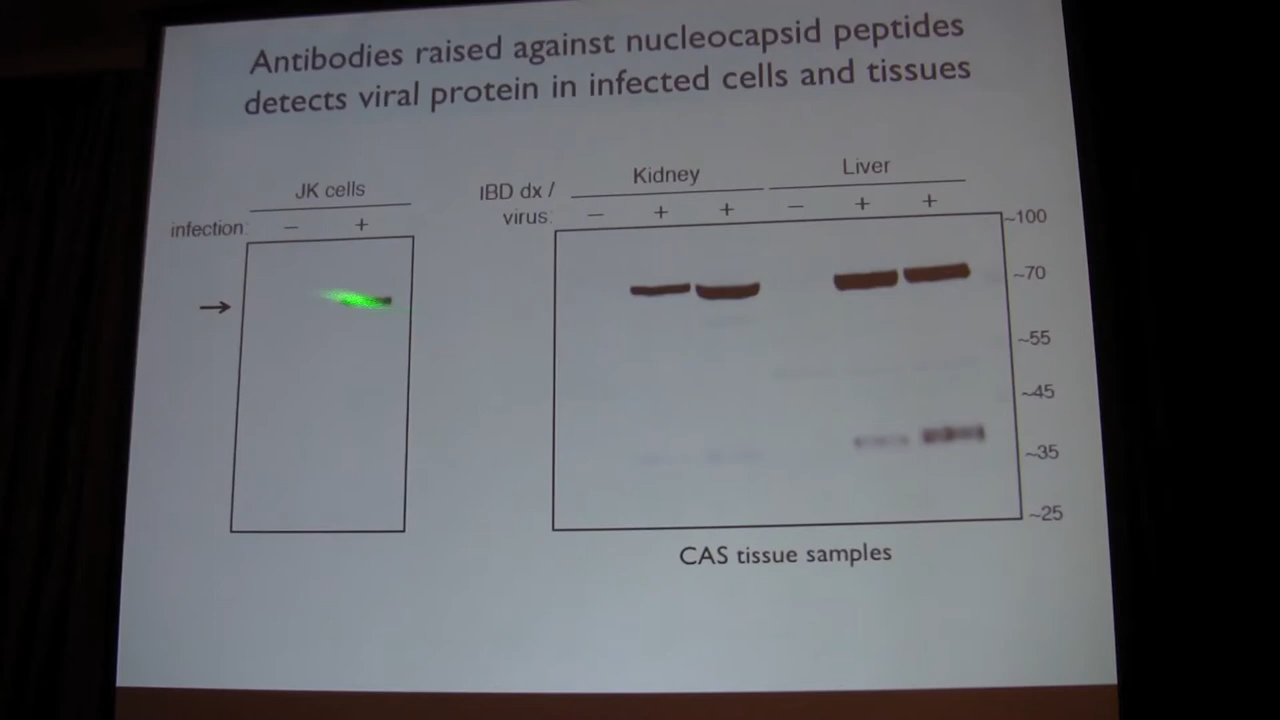 Antibodies raised against nucleocapsid peptides
detects viral protein in infected cells and tissues
JK cells
infection: − +
→
IBD dx /
virus:
Kidney Liver
− + + − + +
~100
~70
~55
~45
~35
~25
CAS tissue samples